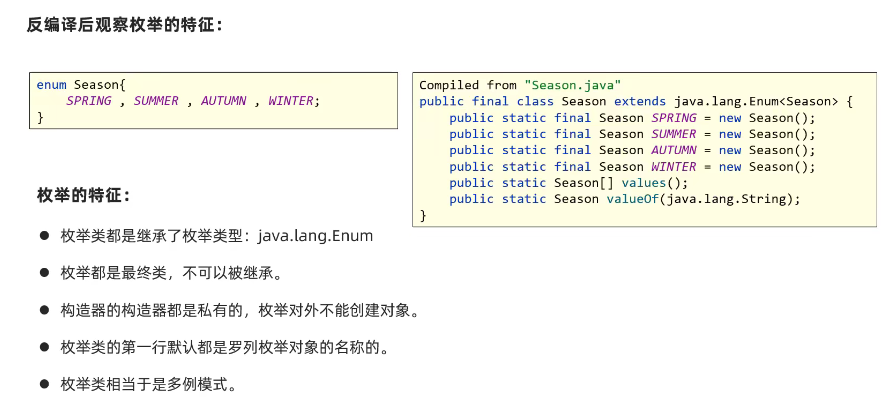 反编译后观察枚举的特征：
enum Season{
    SPRING , SUMMER , AUTUMN , WINTER;
}
Compiled from "Season.java"
public final class Season extends java.lang.Enum<Season> {
    public static final Season SPRING = new Season();
    public static final Season SUMMER = new Season();
    public static final Season AUTUMN = new Season();
    public static final Season WINTER = new Season();
    public static Season[] values();
    public static Season valueOf(java.lang.String);
}
枚举的特征：
● 枚举类都是继承了枚举类型：java.lang.Enum
● 枚举都是最终类，不可以被继承。
● 构造器的构造器都是私有的，枚举对外不能创建对象。
● 枚举类的第一行默认都是罗列枚举对象的名称的。
● 枚举类相当于是多例模式。